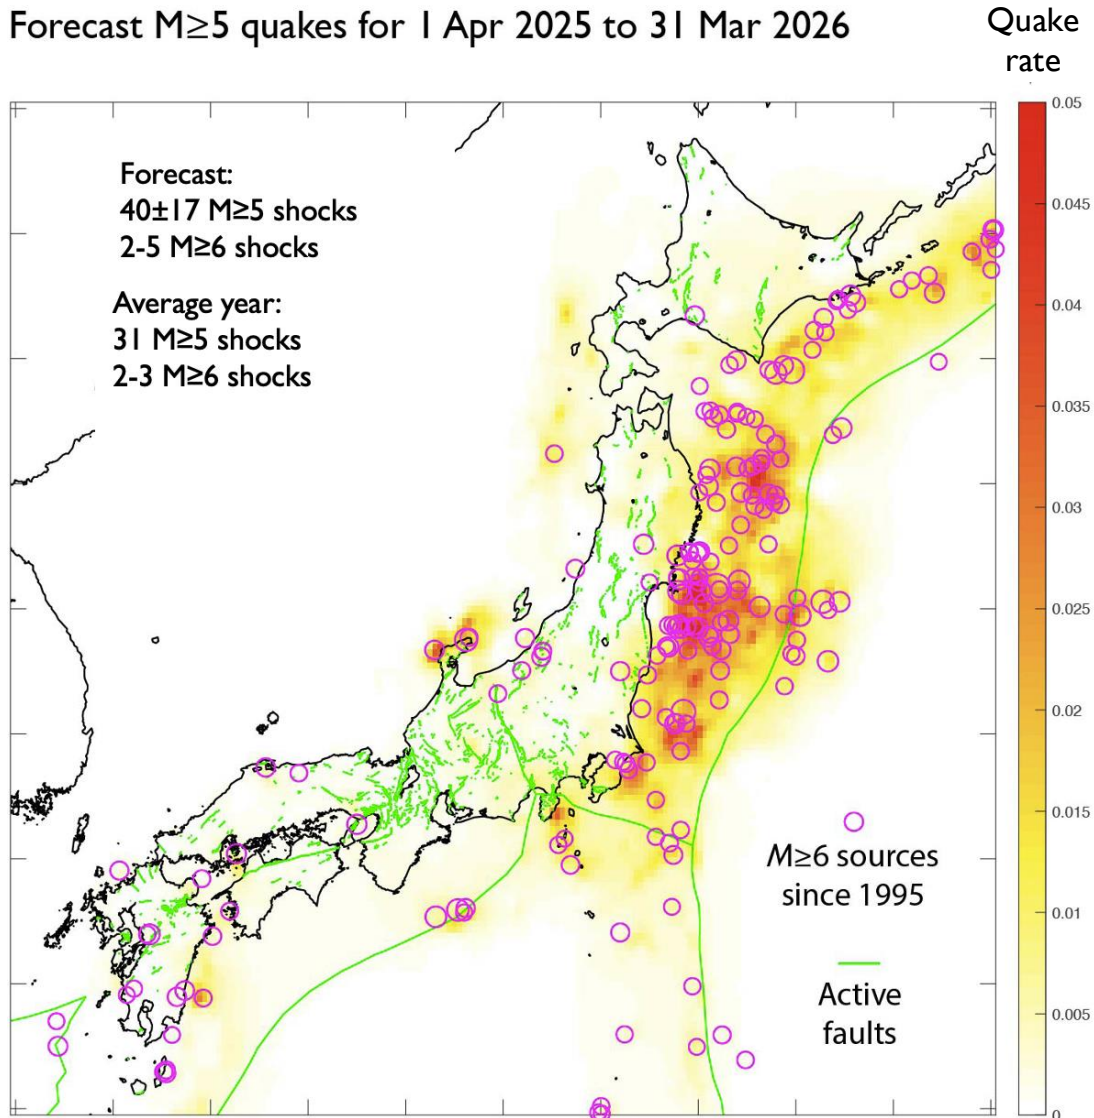 Forecast M≥5 quakes for 1 Apr 2025 to 31 Mar 2026
Quake
rate
Forecast:
40±17 M≥5 shocks
2-5 M≥6 shocks
Average year:
31 M≥5 shocks
2-3 M≥6 shocks
0.05
0.045
0.04
0.035
0.03
0.025
0.02
0.015
0.01
0.005
0
M≥6 sources
since 1995
Active
faults